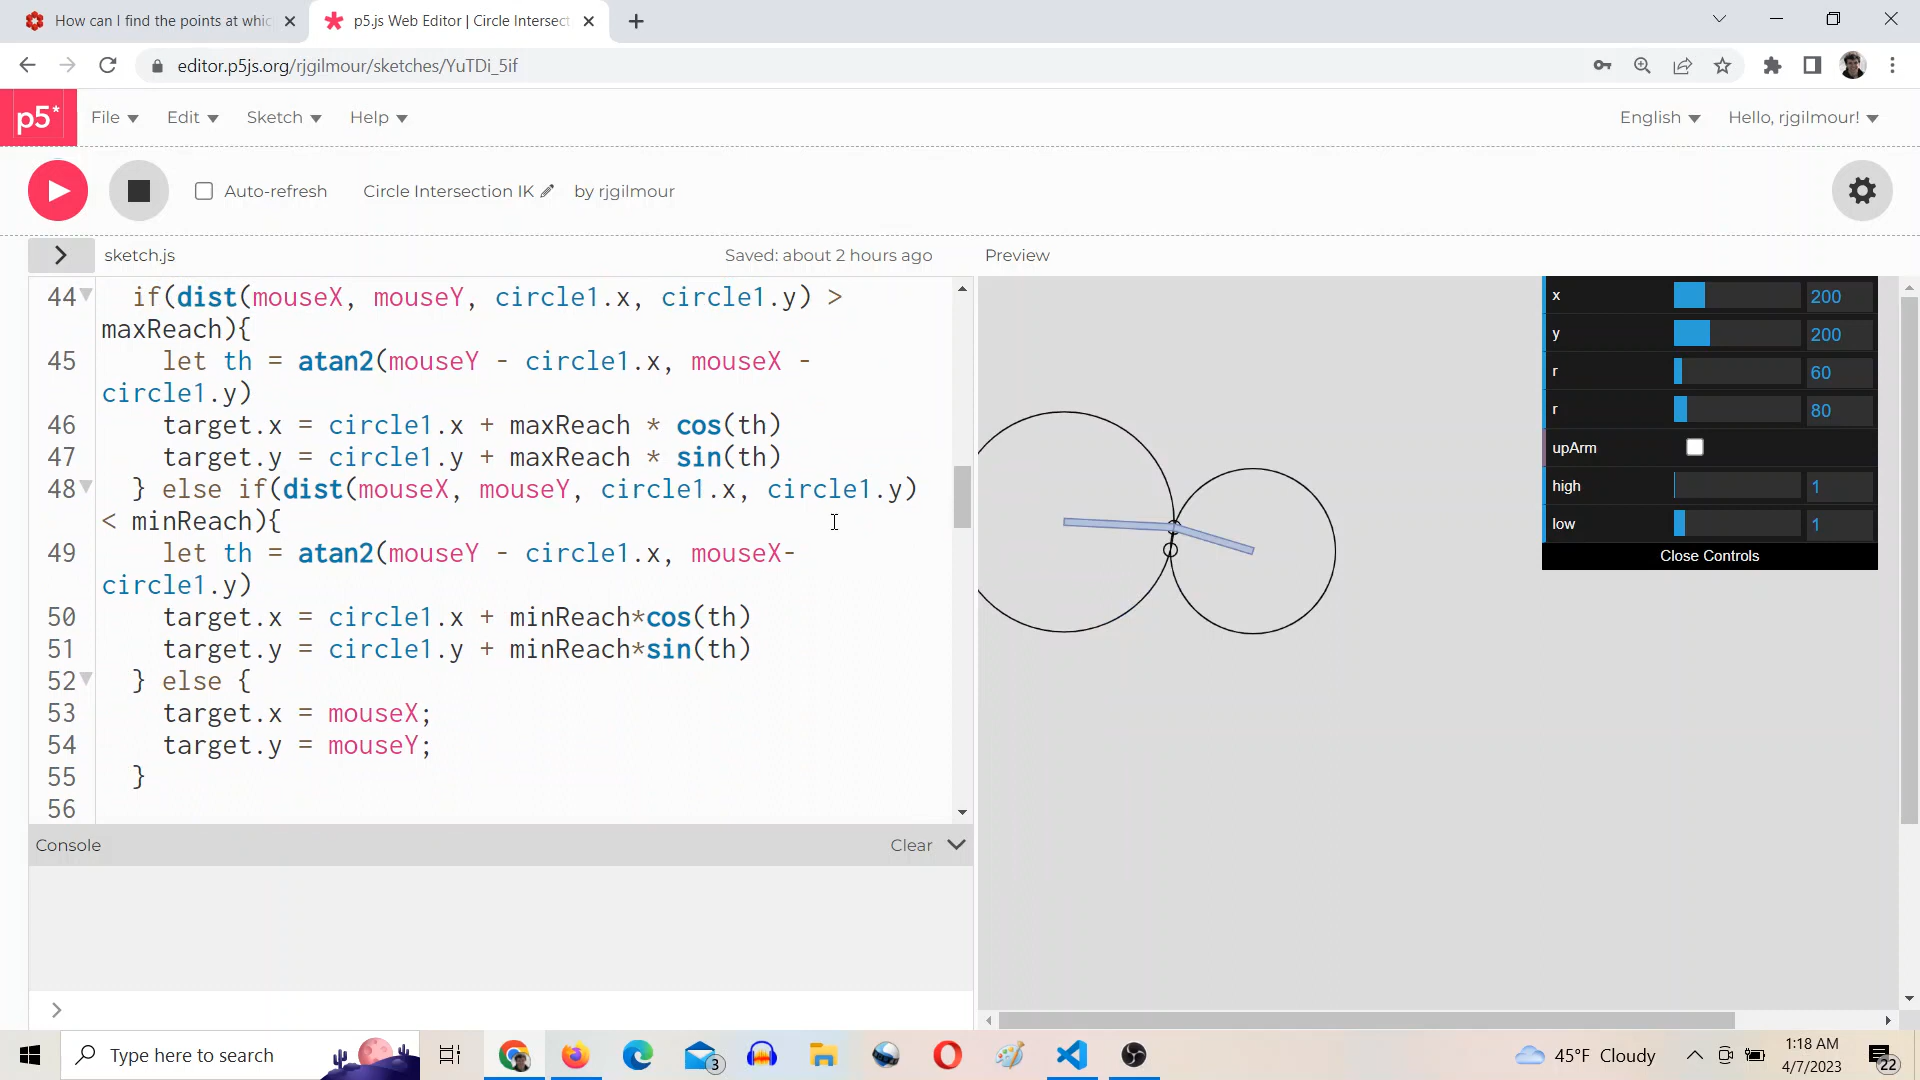 How can I find the points at whic
p5.js Web Editor | Circle Intersect
editor.p5js.org/rjgilmour/sketches/YuTDi_5if
p5*
File
Edit
Sketch
Help
English
Hello, rjgilmour!
Auto-refresh
Circle Intersection IK
by rjgilmour
sketch.js
Saved: about 2 hours ago
Preview
44 if(dist(mouseX, mouseY, circle1.x, circle1.y) >
maxReach){
45 let th = atan2(mouseY - circle1.x, mouseX -
circle1.y)
46 target.x = circle1.x + maxReach * cos(th)
47 target.y = circle1.y + maxReach * sin(th)
48 } else if(dist(mouseX, mouseY, circle1.x, circle1.y)
< minReach){
49 let th = atan2(mouseY - circle1.x, mouseX-
circle1.y)
50 target.x = circle1.x + minReach*cos(th)
51 target.y = circle1.y + minReach*sin(th)
52 } else {
53 target.x = mouseX;
54 target.y = mouseY;
55 }
56
x 200
y 200
r 60
r 80
upArm
high 1
low 1
Close Controls
Console
Clear
>
Type here to search
3
45°F Cloudy
1:18 AM
4/7/2023
22